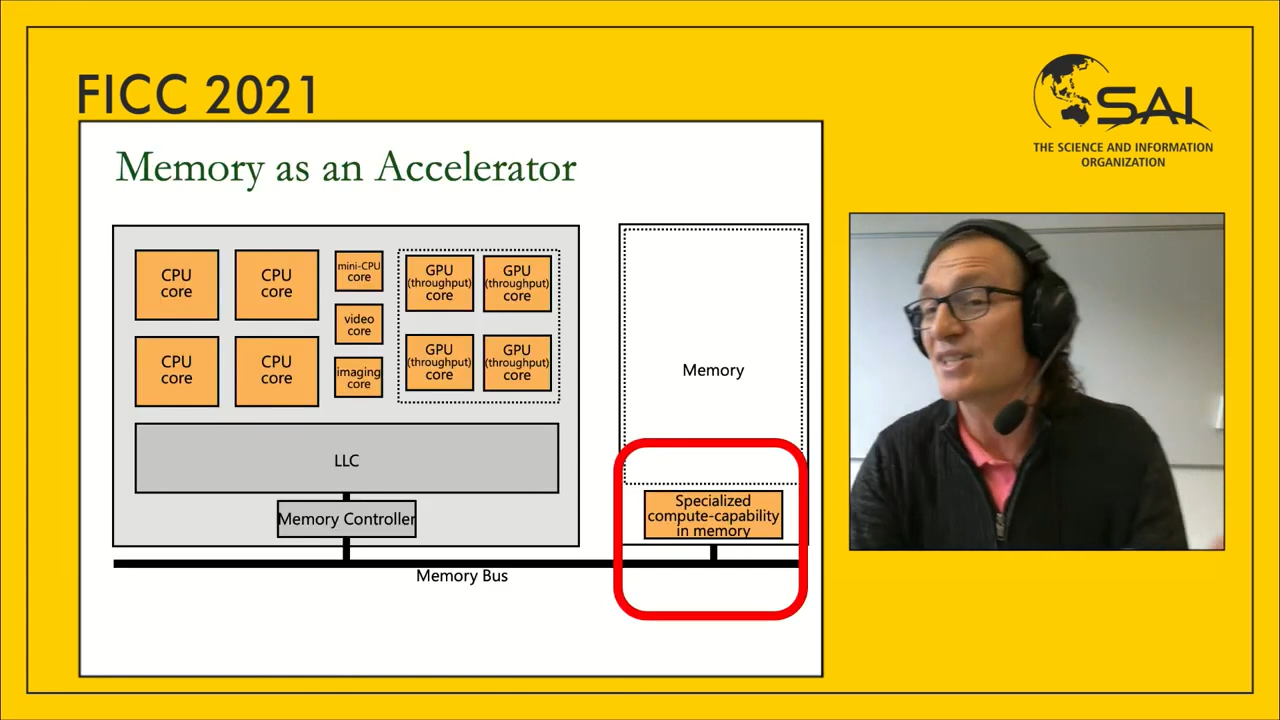 FICC 2021
SAI
THE SCIENCE AND INFORMATION
ORGANIZATION
Memory as an Accelerator
CPU
core
CPU
core
mini-CPU
core
GPU
(throughput)
core
GPU
(throughput)
core
video
core
CPU
core
CPU
core
imaging
core
GPU
(throughput)
core
GPU
(throughput)
core
Memory
LLC
Memory Controller
Specialized
compute-capability
in memory
Memory Bus